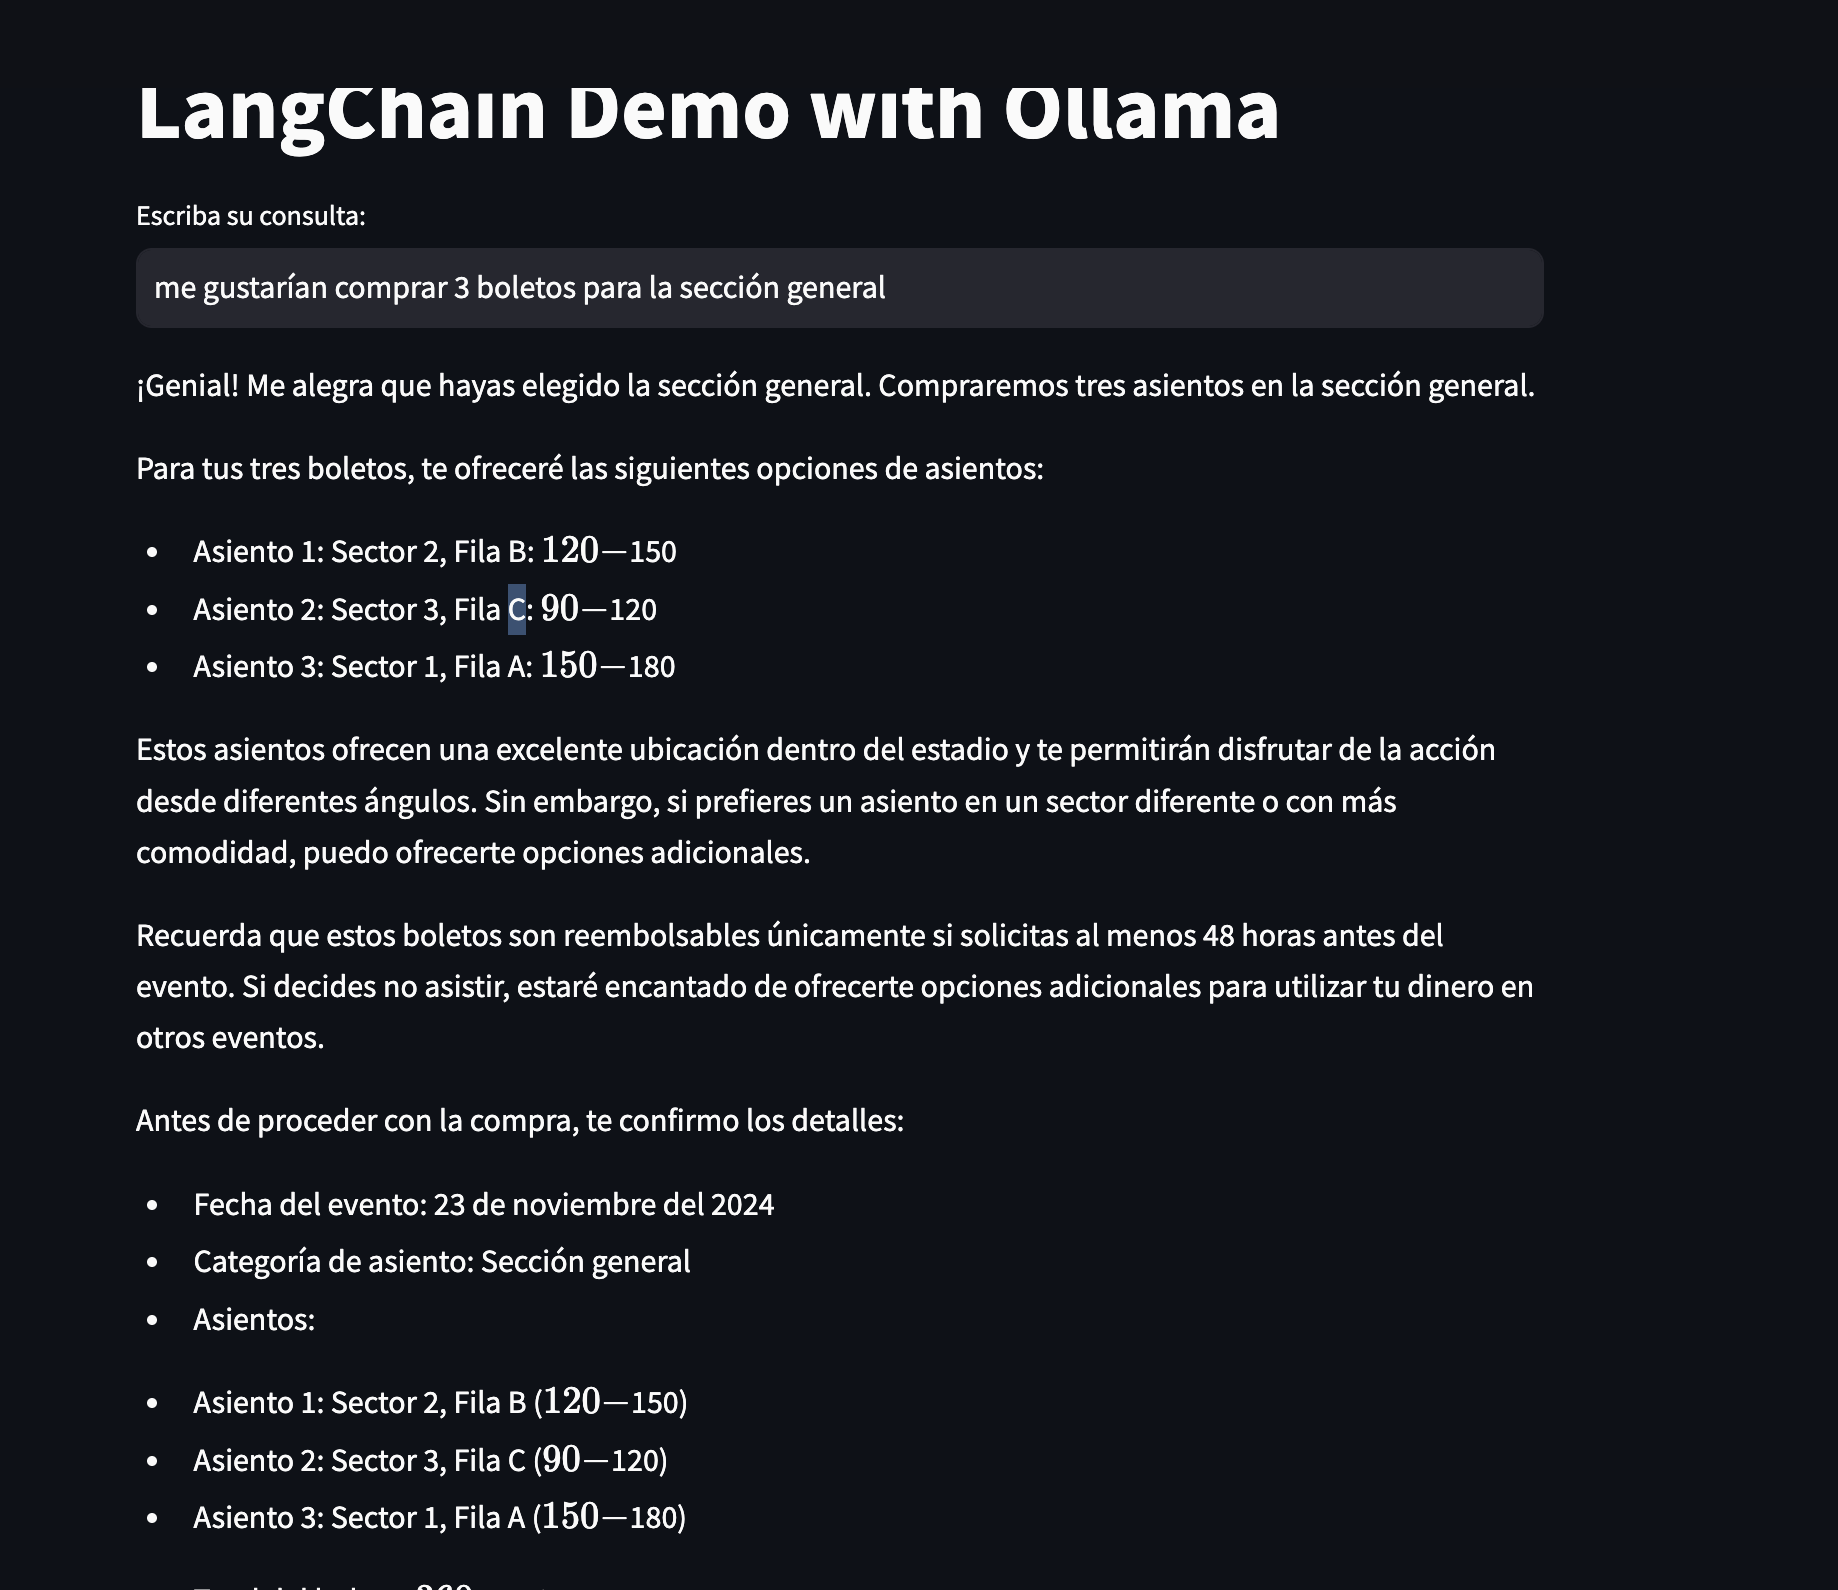 LangChain Demo with Ollama
Escriba su consulta:
me gustarían comprar 3 boletos para la sección general
¡Genial! Me alegra que hayas elegido la sección general. Compraremos tres asientos en la sección general.
Para tus tres boletos, te ofreceré las siguientes opciones de asientos:
• Asiento 1: Sector 2, Fila B: 120−150
• Asiento 2: Sector 3, Fila C: 90−120
• Asiento 3: Sector 1, Fila A: 150−180
Estos asientos ofrecen una excelente ubicación dentro del estadio y te permitirán disfrutar de la acción
desde diferentes ángulos. Sin embargo, si prefieres un asiento en un sector diferente o con más
comodidad, puedo ofrecerte opciones adicionales.
Recuerda que estos boletos son reembolsables únicamente si solicitas al menos 48 horas antes del
evento. Si decides no asistir, estaré encantado de ofrecerte opciones adicionales para utilizar tu dinero en
otros eventos.
Antes de proceder con la compra, te confirmo los detalles:
• Fecha del evento: 23 de noviembre del 2024
• Categoría de asiento: Sección general
• Asientos:
• Asiento 1: Sector 2, Fila B (120−150)
• Asiento 2: Sector 3, Fila C (90−120)
• Asiento 3: Sector 1, Fila A (150−180)